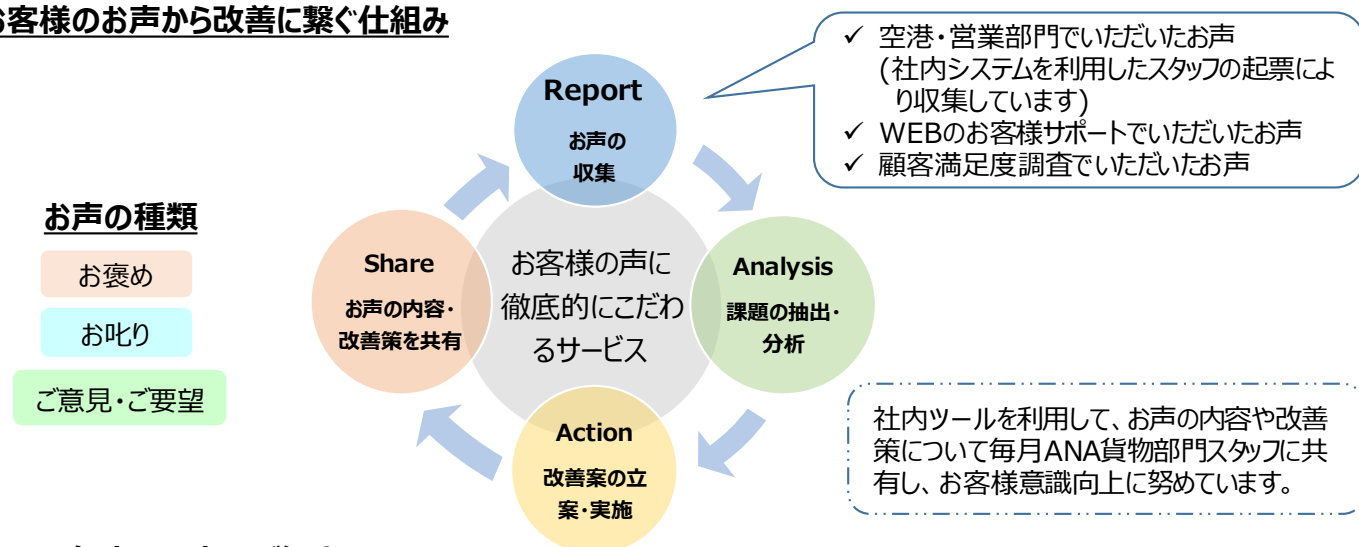 お客様のお声から改善に繋ぐ仕組み
✓ 空港・営業部門でいただいたお声
(社内システムを利用したスタッフの起票によ
り収集しています)
✓ WEBのお客様サポートでいただいたお声
✓ 顧客満足度調査でいただいたお声
Report
お声の
収集
お声の種類
お褒め
お叱り
ご意見・ご要望
Share
お声の内容・
改善策を共有
お客様の声に
徹底的にこだわ
るサービス
Analysis
課題の抽出・
分析
Action
改善案の立
案・実施
社内ツールを利用して、お声の内容や改善
策について毎月ANA貨物部門スタッフに共
有し、お客様意識向上に努めています。